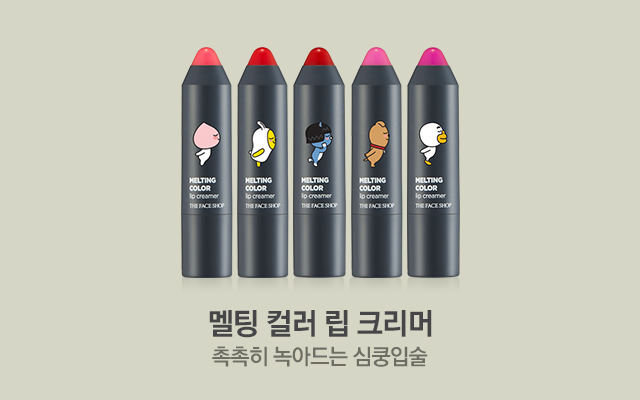 MELTING
COLOR
lip creamer
THE FACE SHOP
MELTING
COLOR
lip creamer
THE FACE SHOP
MELTING
COLOR
lip creamer
THE FACE SHOP
MELTING
COLOR
lip creamer
THE FACE SHOP
MELTING
COLOR
lip creamer
THE FACE SHOP
멜팅 컬러 립 크리머
촉촉히 녹아드는 심쿵입술